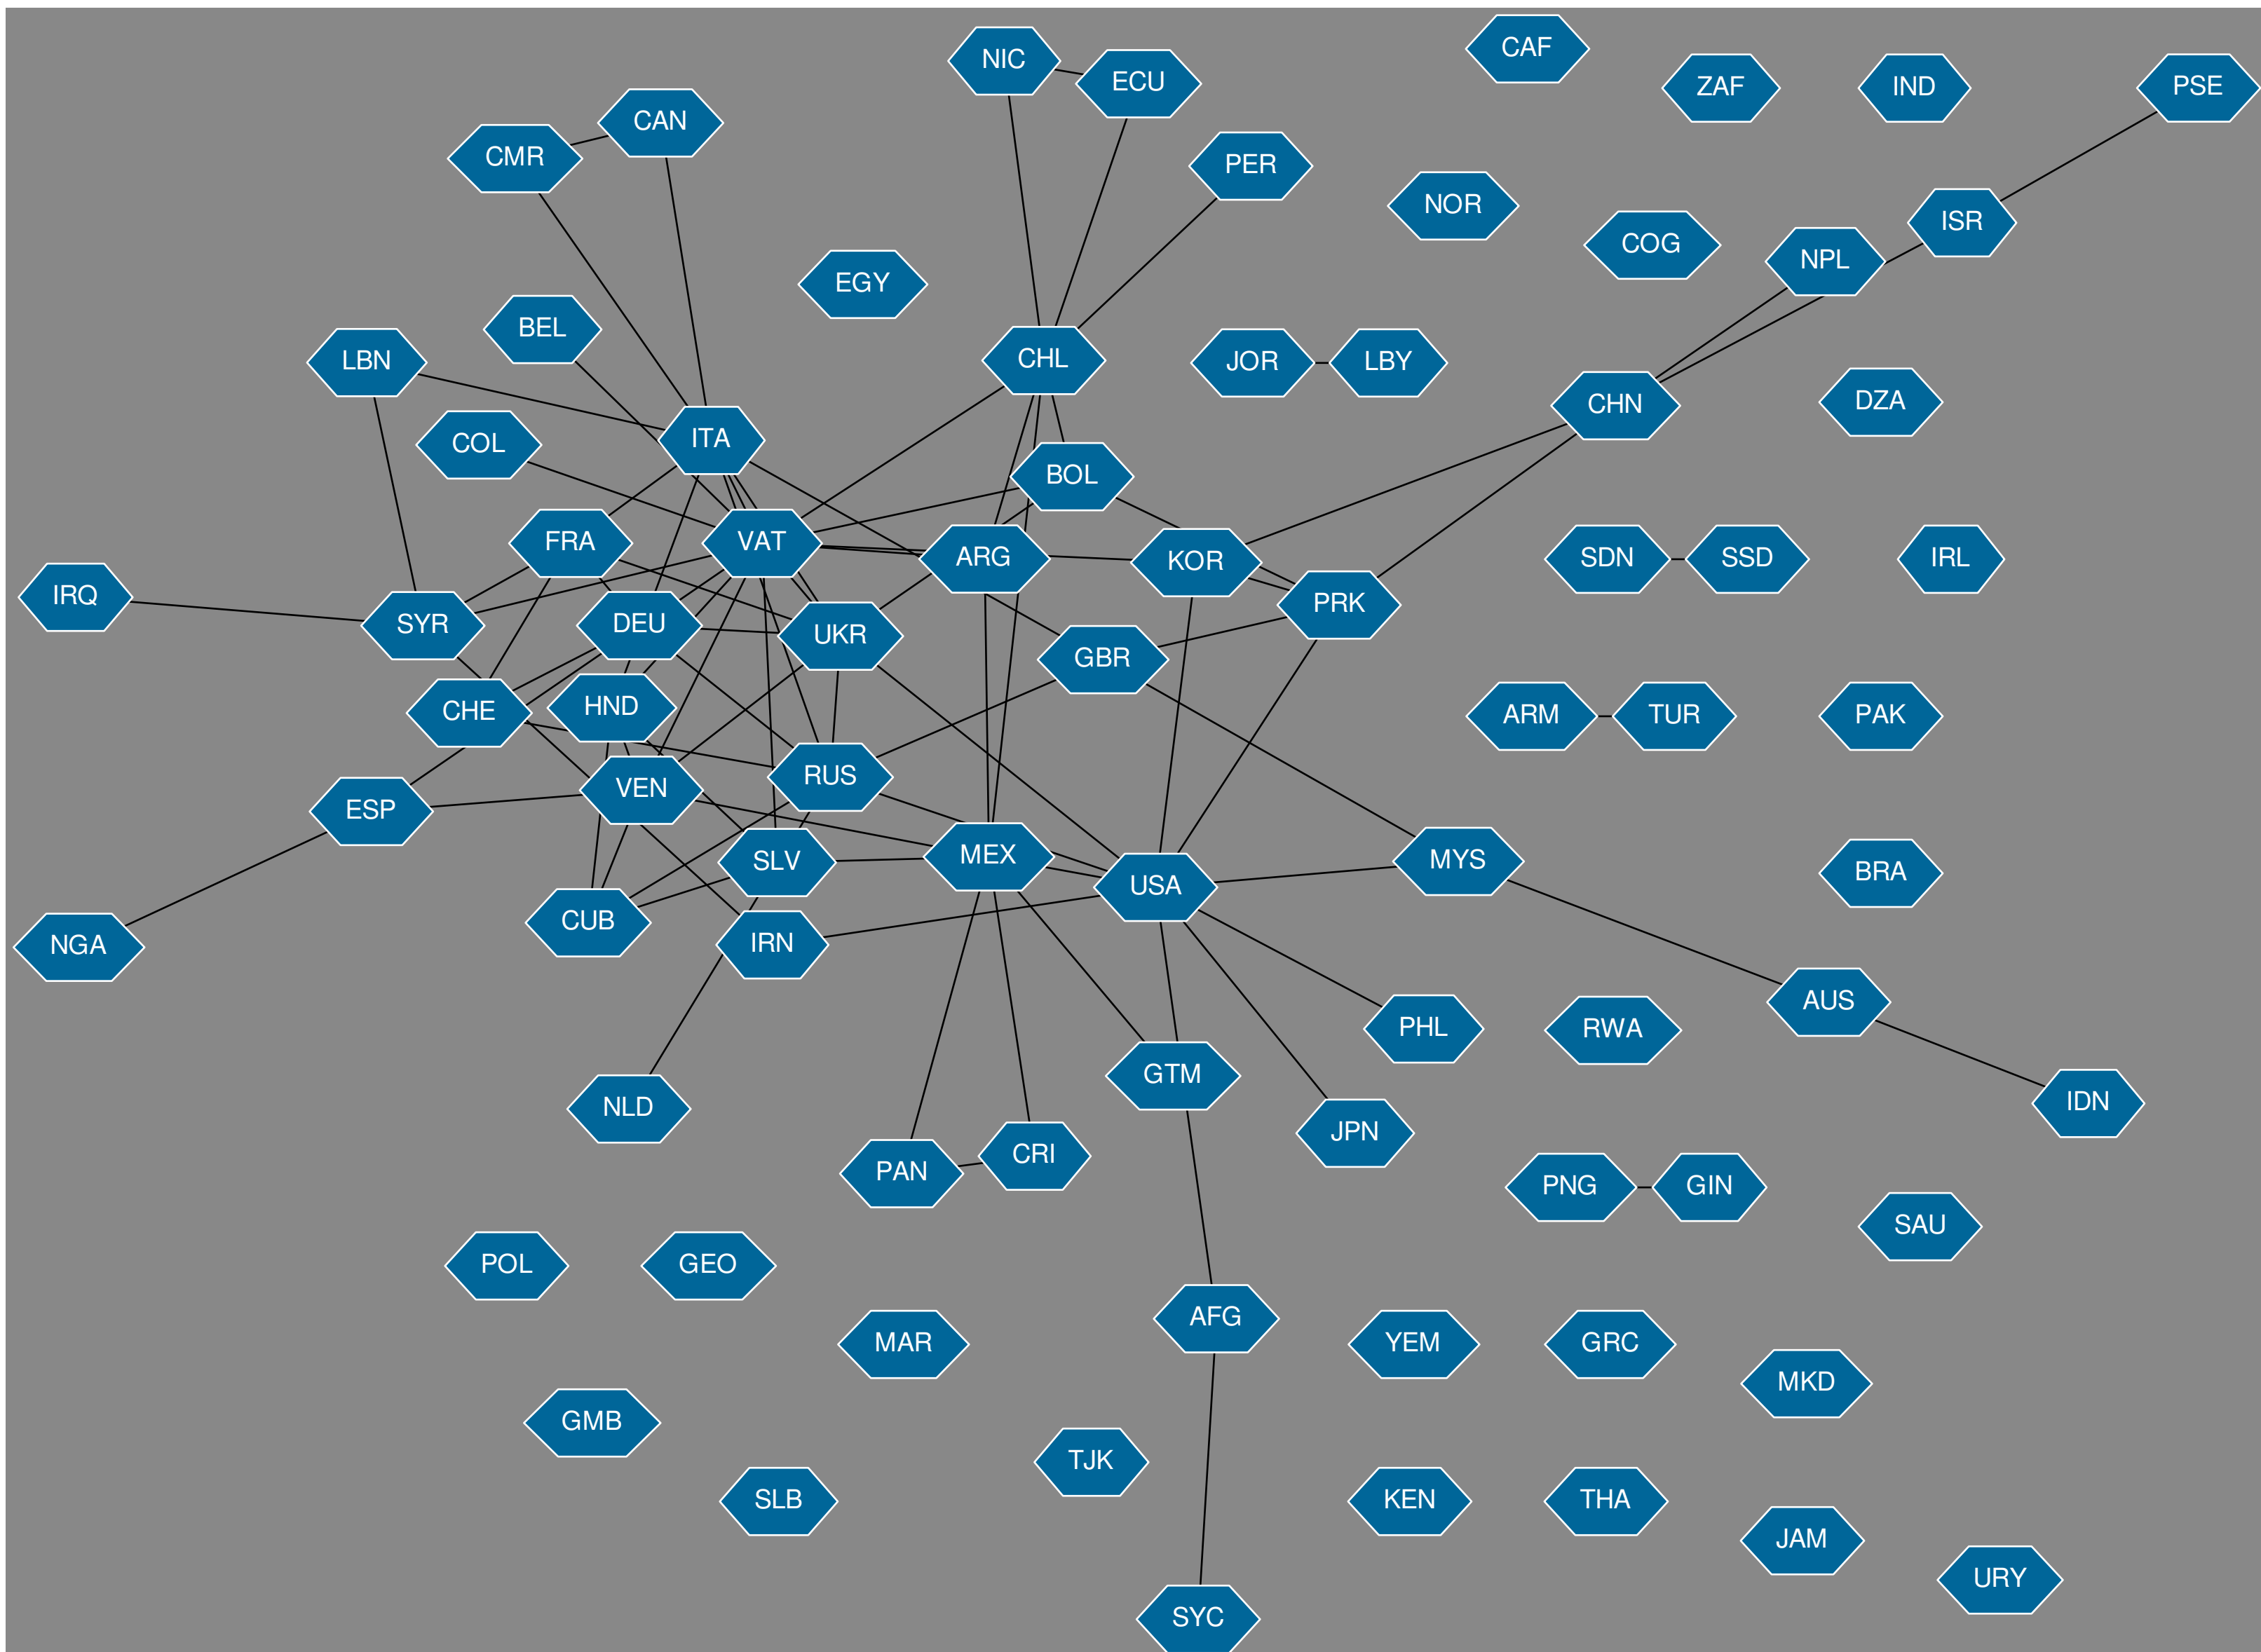 CAF
NIC
ECU
ZAF
IND
PSE
CAN
CMR
PER
NOR
ISR
COG
NPL
EGY
BEL
LBN
CHL
JOR
LBY
CHN
DZA
ITA
COL
BOL
FRA
VAT
ARG
KOR
SDN
SSD
IRL
IRQ
SYR
DEU
UKR
PRK
GBR
CHE
HND
ARM
TUR
PAK
ESP
VEN
RUS
SLV
MEX
USA
MYS
BRA
NGA
CUB
IRN
AUS
PHL
RWA
NLD
GTM
IDN
JPN
PAN
CRI
PNG
GIN
SAU
POL
GEO
MAR
AFG
YEM
GRC
MKD
GMB
TJK
SLB
KEN
THA
JAM
URY
SYC